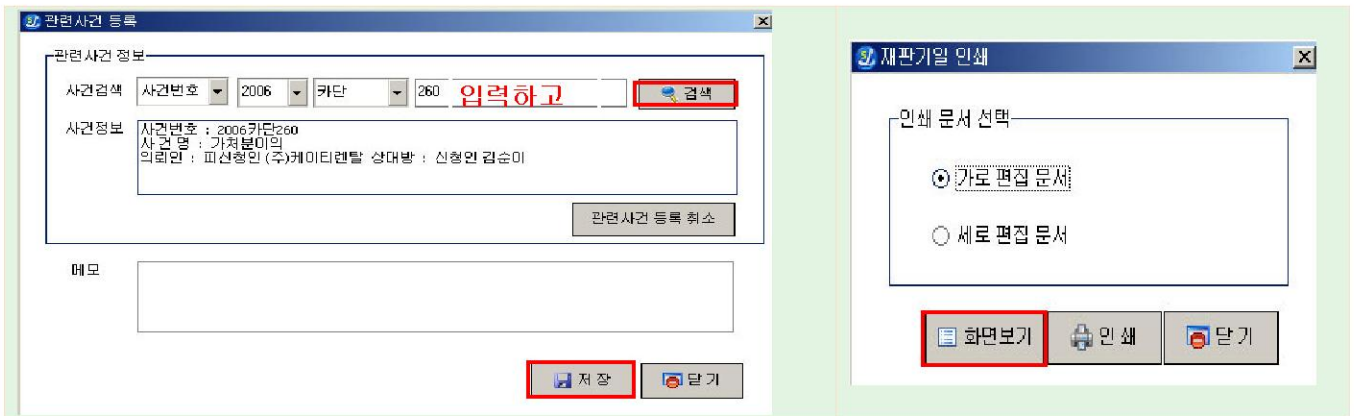 관련사건 등록
관련사건 정보
사건검색 사건번호 2006 카단 260 입력하고 검색
사건정보 사건번호 : 2006카단260
사 건 명 : 가처분이의
의뢰인 : 피신청인 (주)케이티렌탈 상대방 : 신청인 김순이
관련사건 등록 취소
메모
저 장 닫 기
재판기일 인쇄
인쇄 문서 선택
가로 편집 문서
세로 편집 문서
화면보기 인 쇄 닫 기